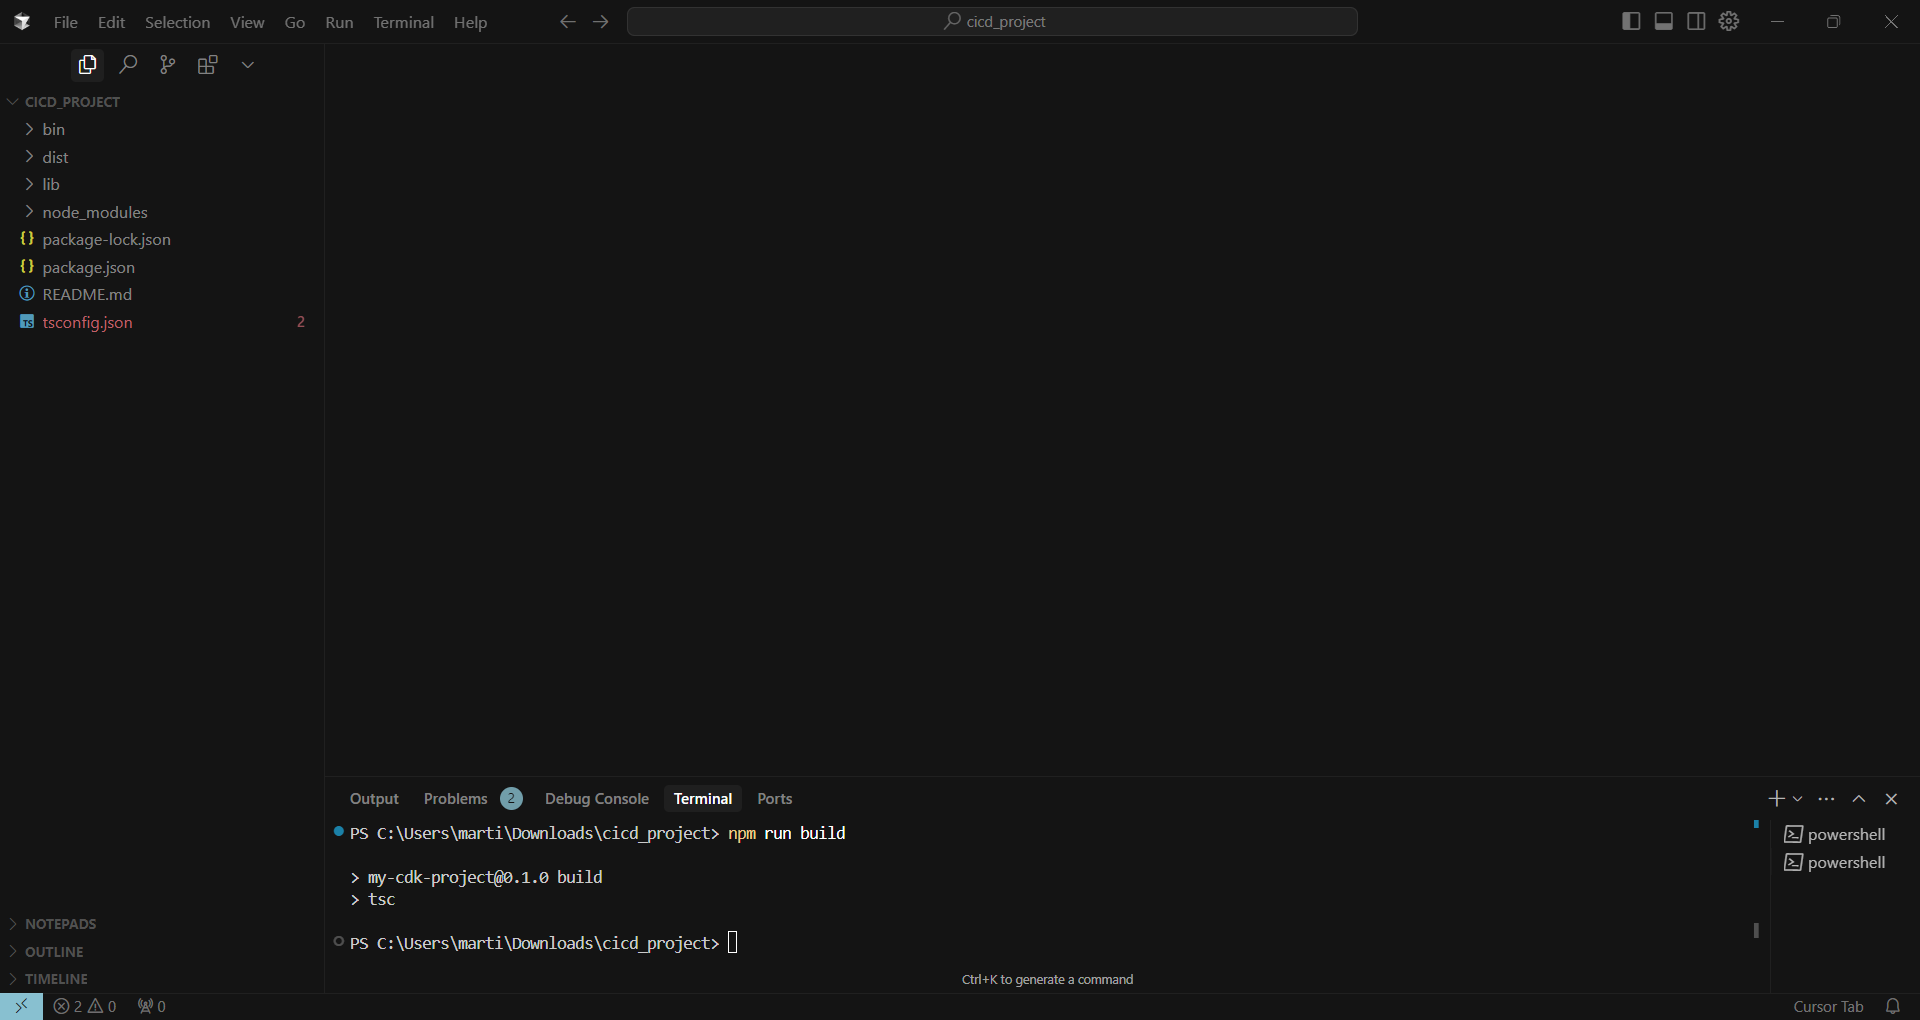 File Edit Selection View Go Run Terminal Help
cicd_project
CICD_PROJECT
bin
dist
lib
node_modules
{} package-lock.json
{} package.json
README.md
TS tsconfig.json 2
NOTEPADS
OUTLINE
TIMELINE
Output Problems 2 Debug Console Terminal Ports
PS C:\Users\marti\Downloads\cicd_project> npm run build
> my-cdk-project@0.1.0 build
> tsc
PS C:\Users\marti\Downloads\cicd_project>
Ctrl+K to generate a command
powershell
powershell
2 0 0
Cursor Tab